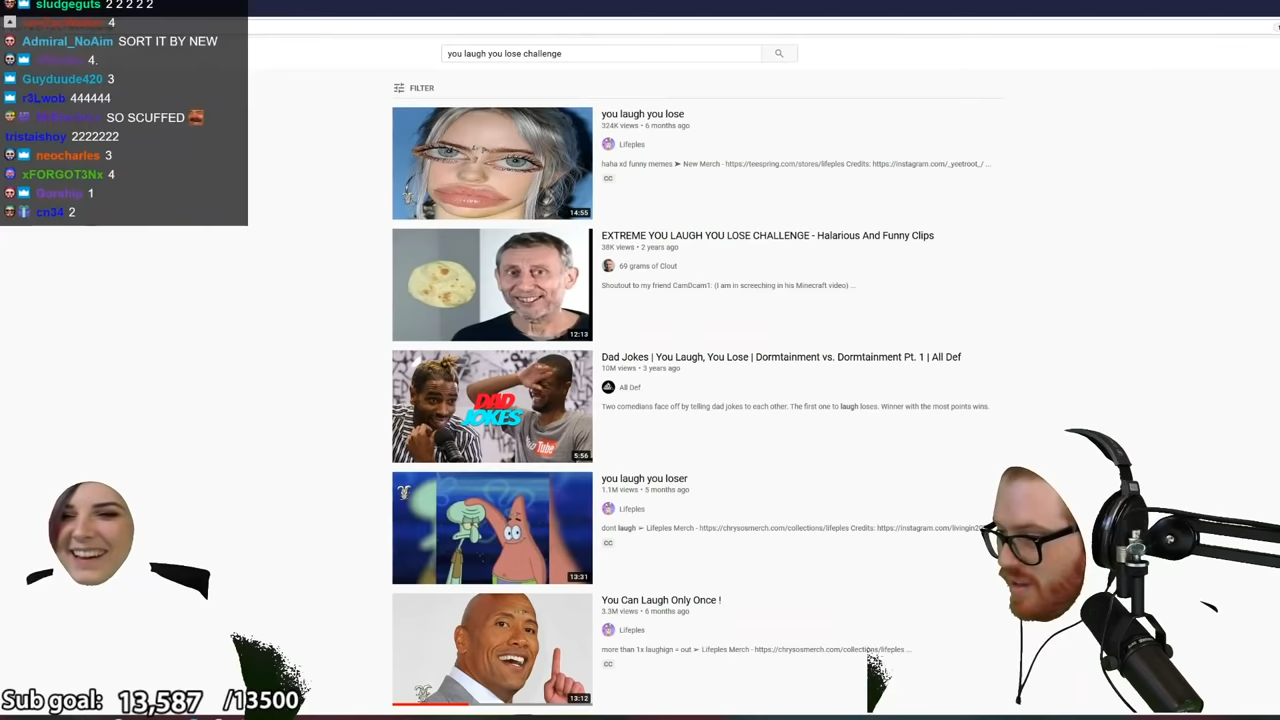 sludgeguts 2 2 2 2 2
4
Admiral_NoAim SORT IT BY NEW
4.
Guyduude420 3
r3Lwob 444444
SO SCUFFED
tristaishoy 2222222
neocharles 3
xFORGOT3Nx 4
1
cn34 2
you laugh you lose challenge
FILTER
you laugh you lose
324K views • 6 months ago
Lifeples
haha xd funny memes ➤ New Merch - https://teespring.com/stores/lifeples Credits: https://instagram.com/_yeetroot_/ ...
CC
14:55
EXTREME YOU LAUGH YOU LOSE CHALLENGE - Halarious And Funny Clips
38K views • 2 years ago
69 grams of Clout
Shoutout to my friend CamDcam1: (I am in screeching in his Minecraft video) ...
12:13
Dad Jokes | You Laugh, You Lose | Dormtainment vs. Dormtainment Pt. 1 | All Def
10M views • 3 years ago
All Def
Two comedians face off by telling dad jokes to each other. The first one to laugh loses. Winner with the most points wins.
DAD
JOKES
Tube
5:56
you laugh you loser
1.1M views • 5 months ago
Lifeples
dont laugh ➤ Lifeples Merch - https://chrysosmerch.com/collections/lifeples Credits: https://instagram.com/livingin20
CC
13:31
You Can Laugh Only Once !
3.3M views • 6 months ago
Lifeples
more than 1x laughign = out ➤ Lifeples Merch - https://chrysosmerch.com/collections/lifeples ...
CC
13:12
Sub goal: 13,587 /13500